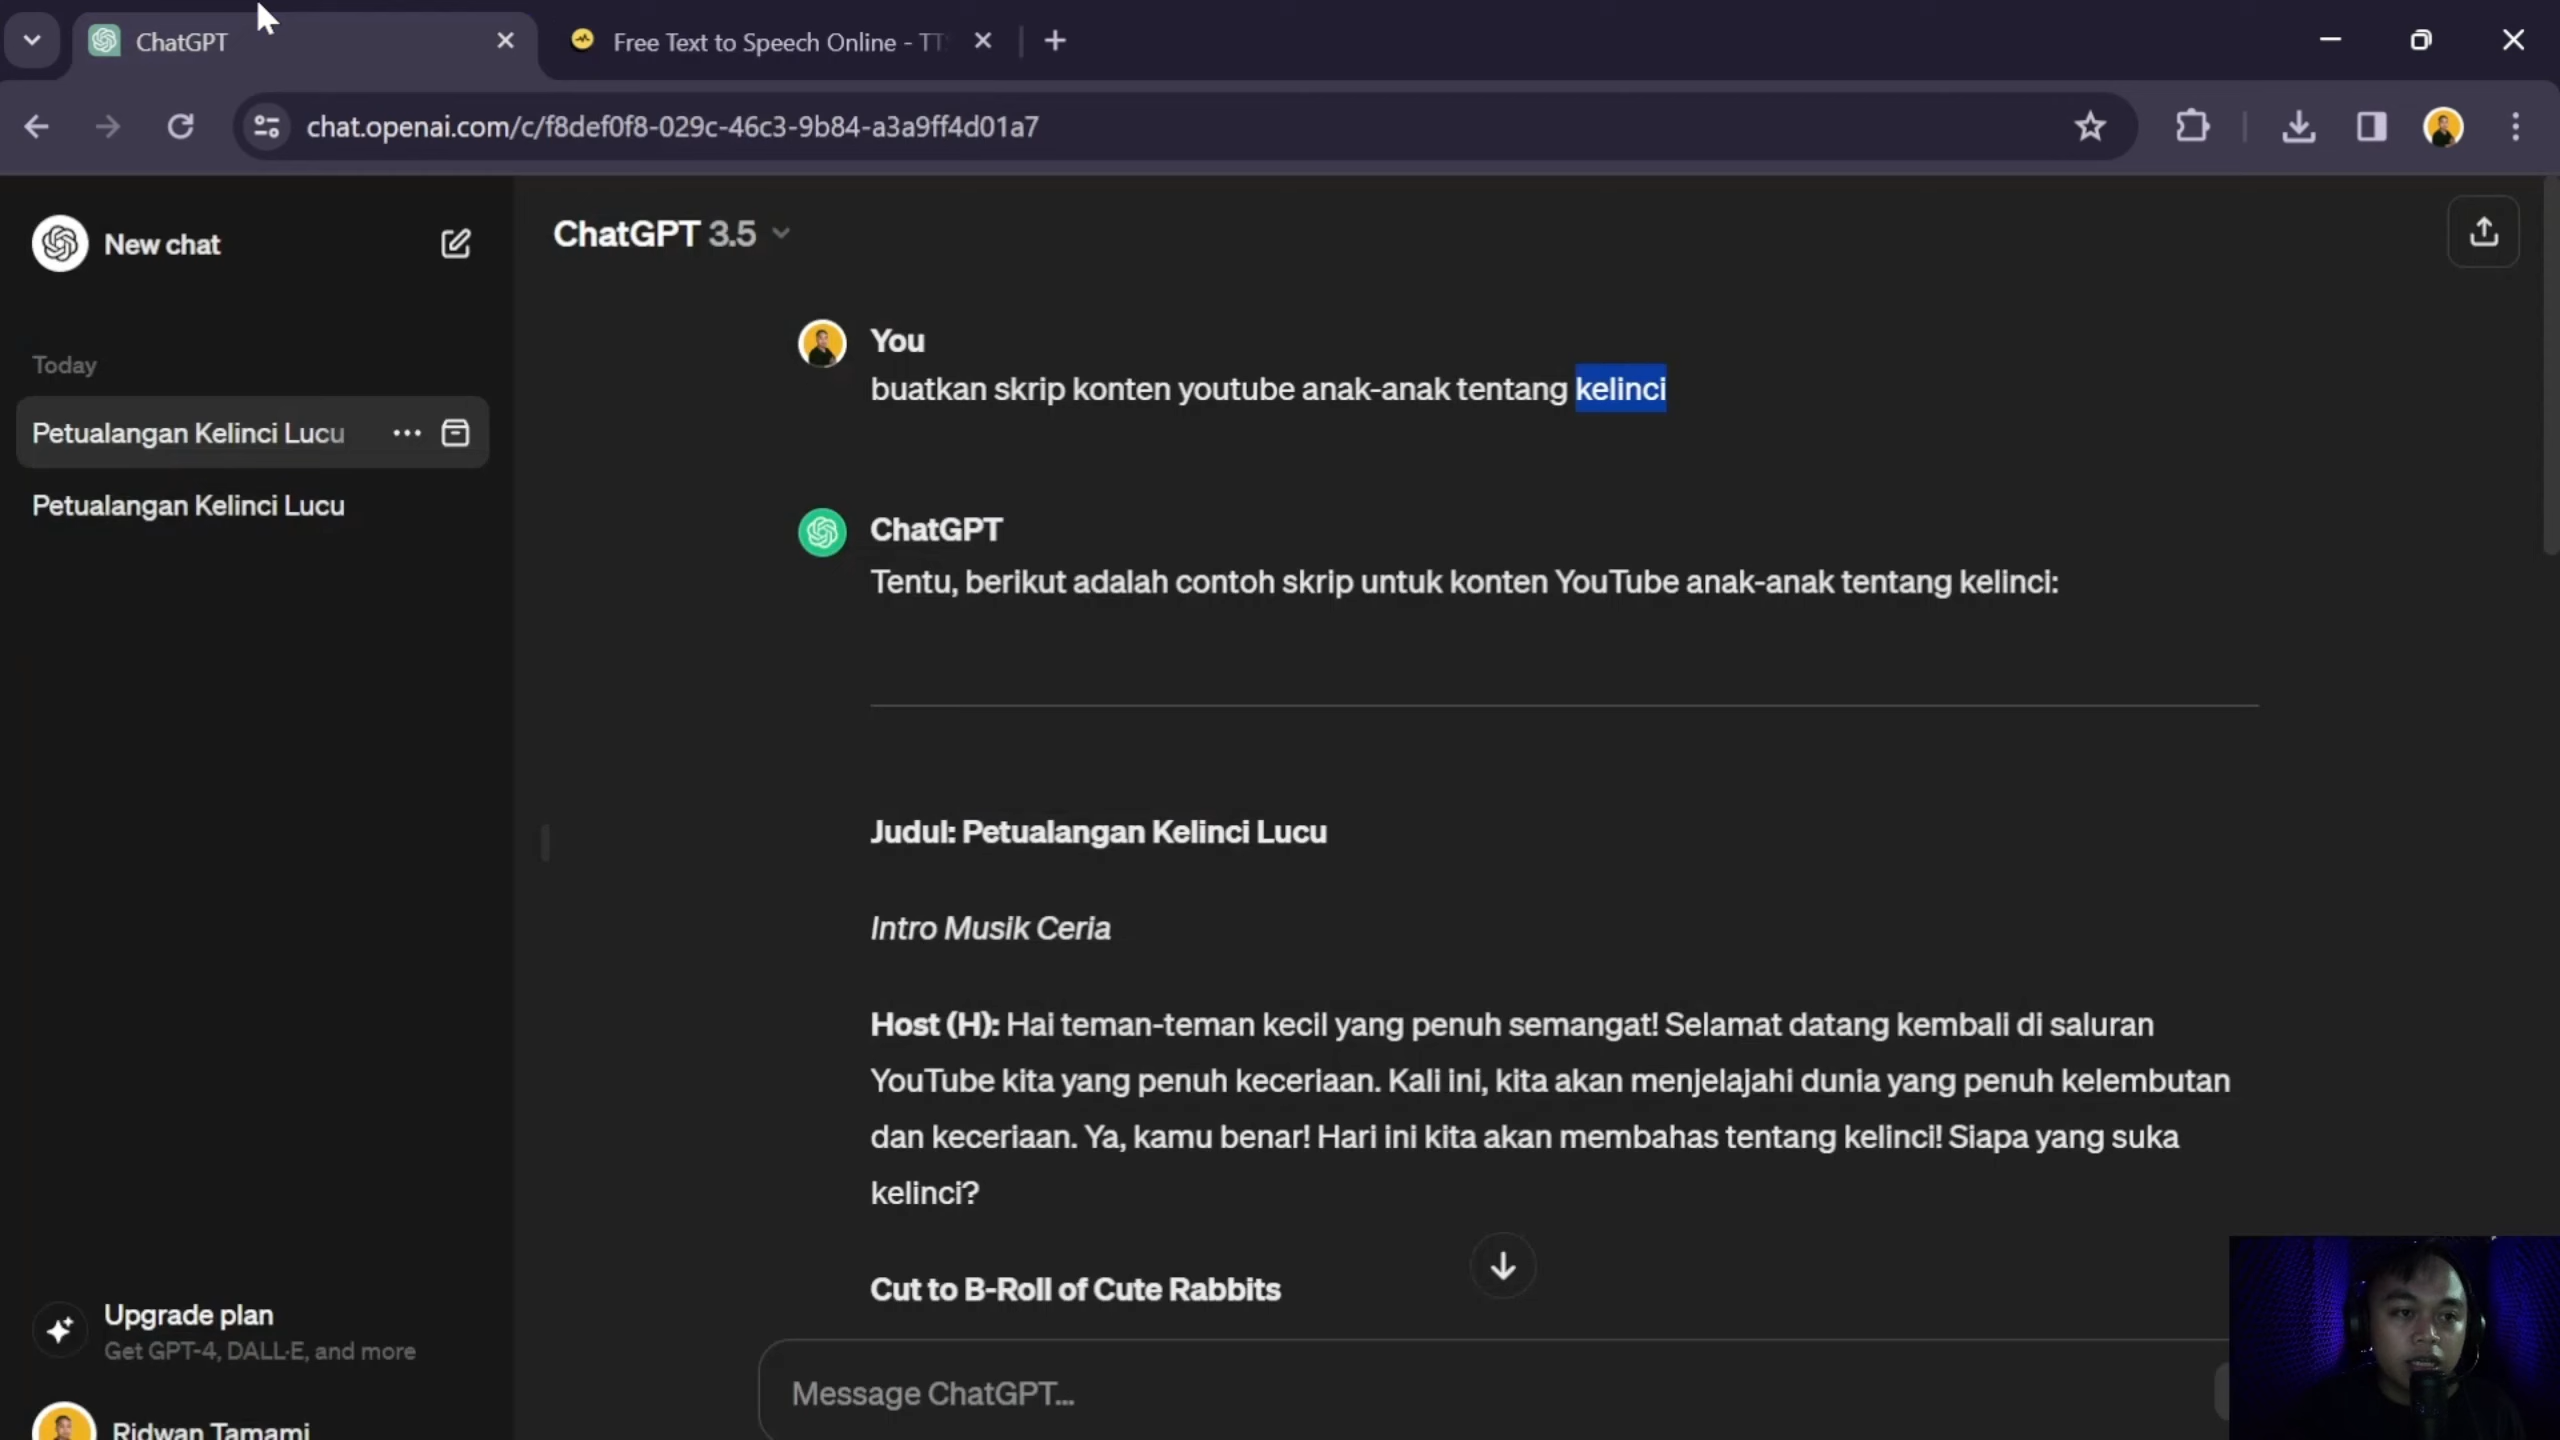 ChatGPT
Free Text to Speech Online - TTS
chat.openai.com/c/f8def0f8-029c-46c3-9b84-a3a9ff4d01a7
New chat
ChatGPT 3.5
Today
Petualangan Kelinci Lucu
Petualangan Kelinci Lucu
You
buatkan skrip konten youtube anak-anak tentang kelinci
ChatGPT
Tentu, berikut adalah contoh skrip untuk konten YouTube anak-anak tentang kelinci:
Judul: Petualangan Kelinci Lucu
Intro Musik Ceria
Host (H): Hai teman-teman kecil yang penuh semangat! Selamat datang kembali di saluran
YouTube kita yang penuh keceriaan. Kali ini, kita akan menjelajahi dunia yang penuh kelembutan
dan keceriaan. Ya, kamu benar! Hari ini kita akan membahas tentang kelinci! Siapa yang suka
kelinci?
Cut to B-Roll of Cute Rabbits
Upgrade plan
Get GPT-4, DALL·E, and more
Message ChatGPT...
Ridwan Tamami